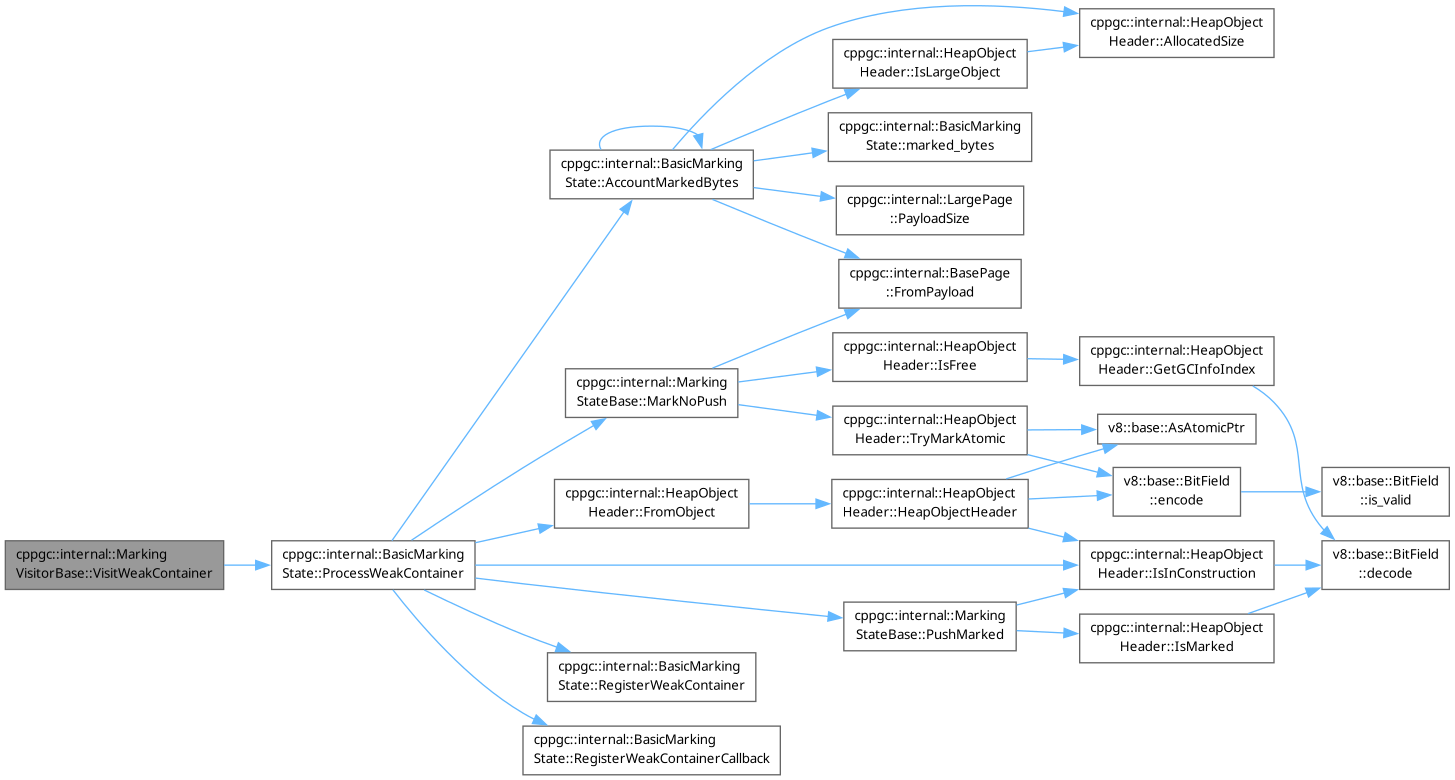 cppgc::internal::Marking
VisitorBase::VisitWeakContainer
cppgc::internal::BasicMarking
State::ProcessWeakContainer
cppgc::internal::BasicMarking
State::AccountMarkedBytes
cppgc::internal::Marking
StateBase::MarkNoPush
cppgc::internal::HeapObject
Header::FromObject
cppgc::internal::BasicMarking
State::RegisterWeakContainer
cppgc::internal::BasicMarking
State::RegisterWeakContainerCallback
cppgc::internal::HeapObject
Header::IsLargeObject
cppgc::internal::BasicMarking
State::marked_bytes
cppgc::internal::LargePage
::PayloadSize
cppgc::internal::BasePage
::FromPayload
cppgc::internal::HeapObject
Header::IsFree
cppgc::internal::HeapObject
Header::TryMarkAtomic
cppgc::internal::HeapObject
Header::HeapObjectHeader
cppgc::internal::Marking
StateBase::PushMarked
cppgc::internal::HeapObject
Header::AllocatedSize
cppgc::internal::HeapObject
Header::GetGCInfoIndex
v8::base::AsAtomicPtr
v8::base::BitField
::encode
cppgc::internal::HeapObject
Header::IsInConstruction
cppgc::internal::HeapObject
Header::IsMarked
v8::base::BitField
::is_valid
v8::base::BitField
::decode